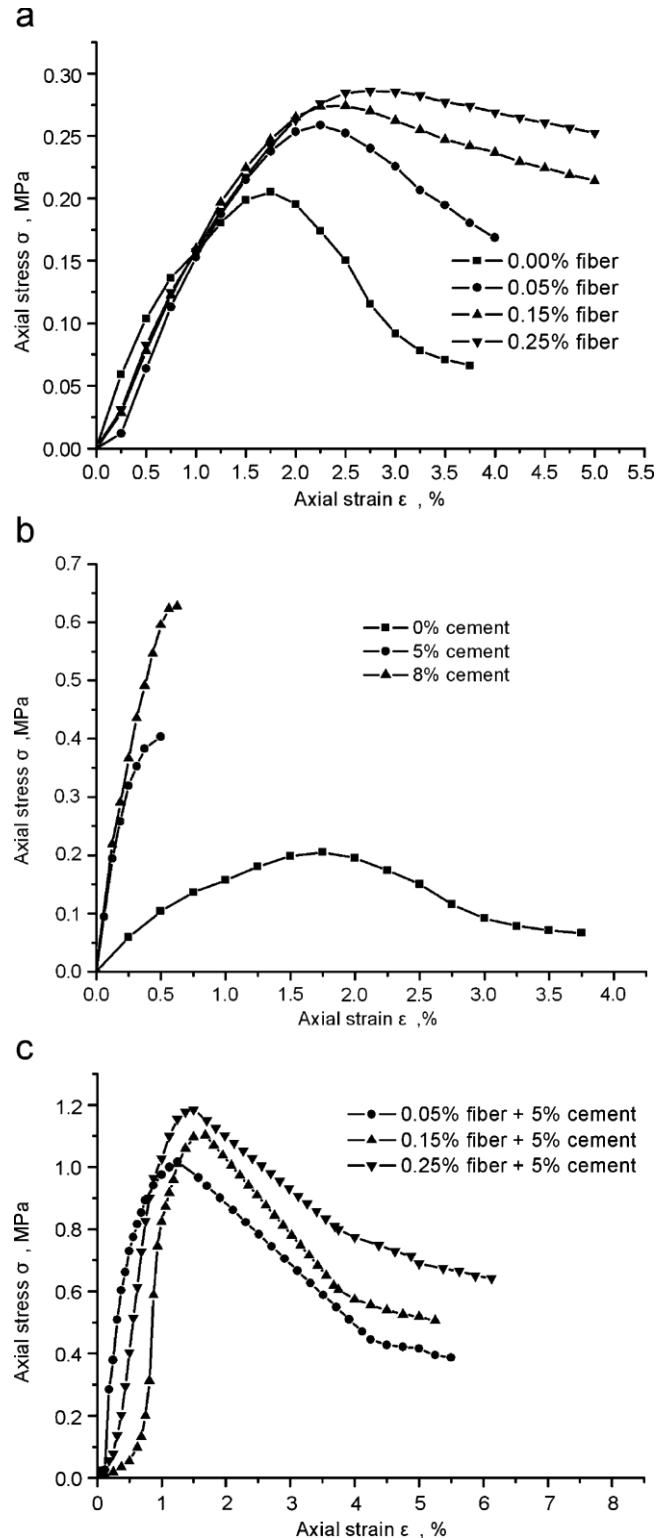 a
Axial stress σ , MPa
0.30
0.25
0.20
0.15
0.10
0.05
0.00
0.00% fiber
0.05% fiber
0.15% fiber
0.25% fiber
0.0 0.5 1.0 1.5 2.0 2.5 3.0 3.5 4.0 4.5 5.0 5.5
Axial strain ε , %
b
Axial stress σ ,MPa
0.7
0.6
0.5
0.4
0.3
0.2
0.1
0.0
0% cement
5% cement
8% cement
0.0 0.5 1.0 1.5 2.0 2.5 3.0 3.5 4.0
Axial strain ε ,%
c
Axial stress σ , MPa
1.2
1.0
0.8
0.6
0.4
0.2
0.0
0.05% fiber + 5% cement
0.15% fiber + 5% cement
0.25% fiber + 5% cement
0 1 2 3 4 5 6 7
Axial strain ε , %